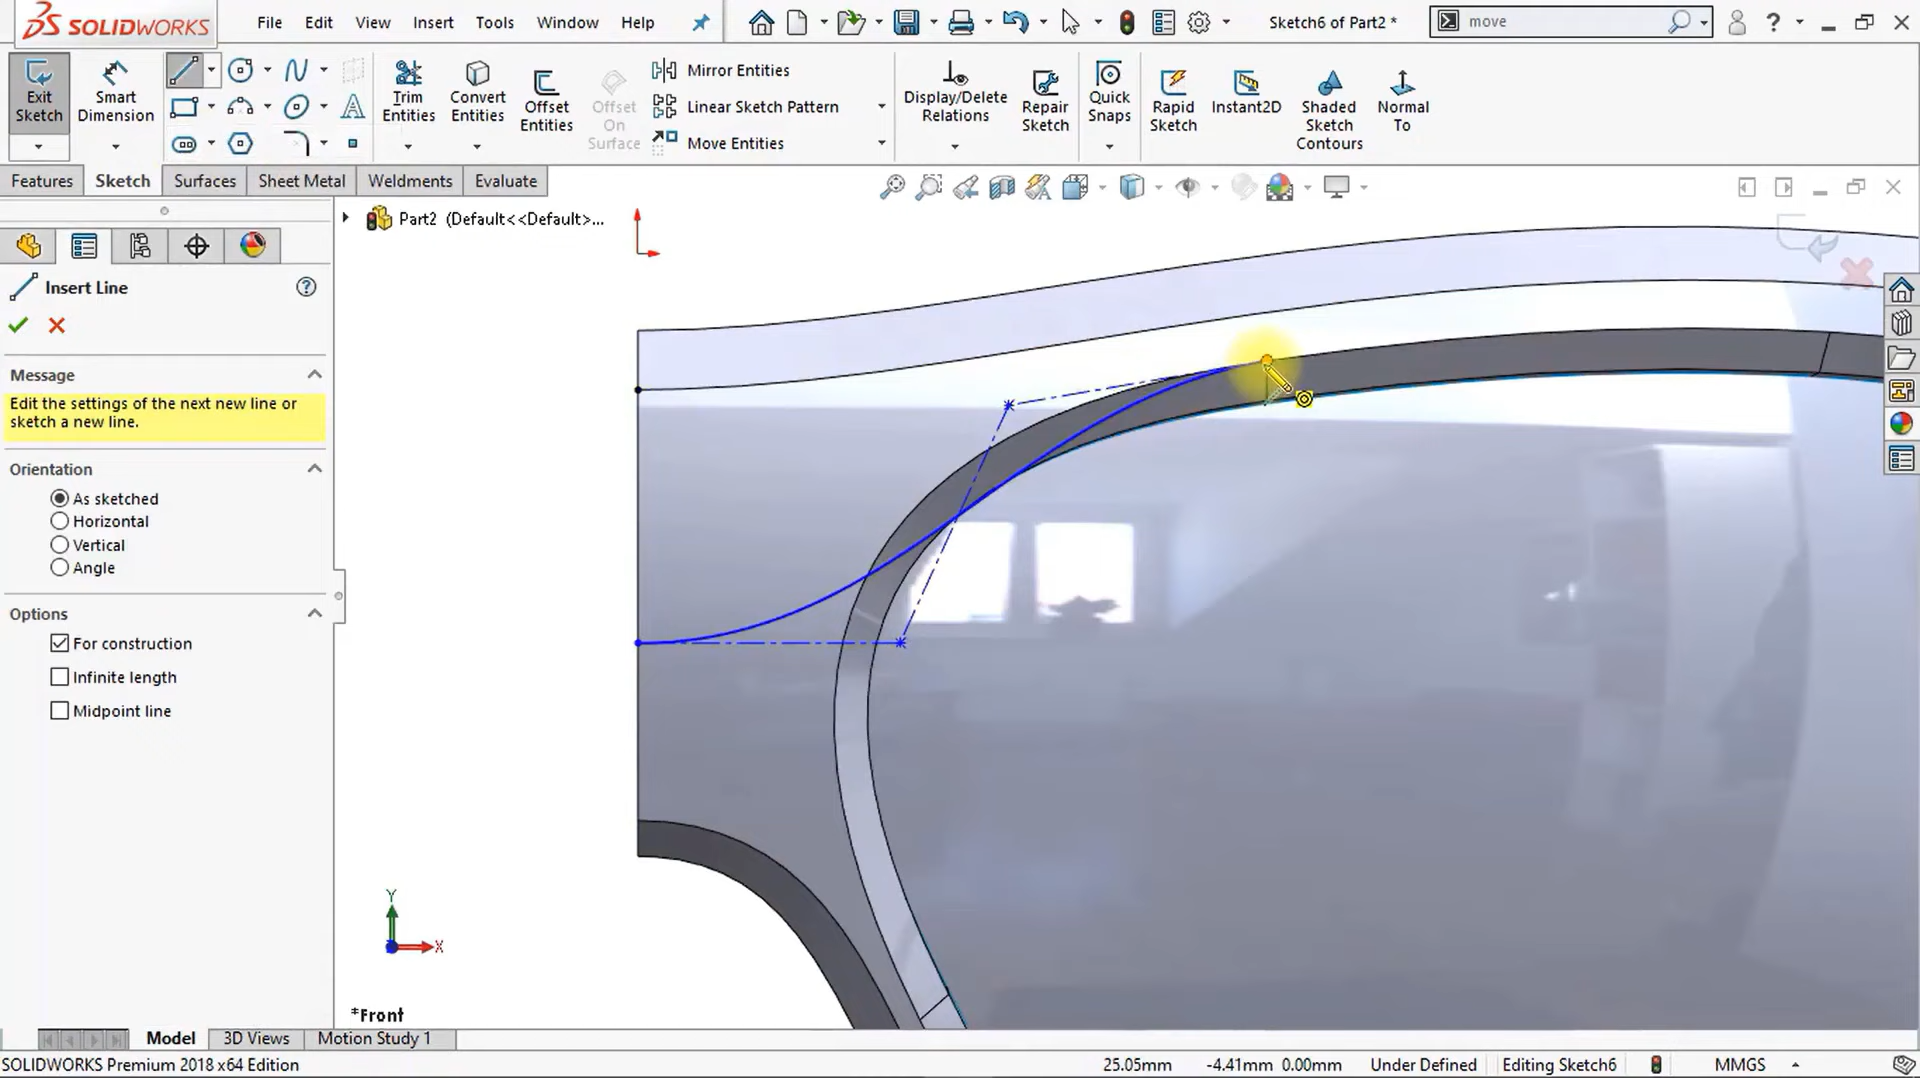 SOLIDWORKS
File Edit View Insert Tools Window Help
Sketch6 of Part2 *
move
Exit Sketch
Smart Dimension
Trim Entities
Convert Entities
Offset Entities
Offset On Surface
Mirror Entities
Linear Sketch Pattern
Move Entities
Display/Delete Relations
Repair Sketch
Quick Snaps
Rapid Sketch
Instant2D
Shaded Sketch Contours
Normal To
Features Sketch Surfaces Sheet Metal Weldments Evaluate
Part2 (Default<<Default>...
Insert Line
Message
Edit the settings of the next new line or
sketch a new line.
Orientation
As sketched
Horizontal
Vertical
Angle
Options
For construction
Infinite length
Midpoint line
Y
X
*Front
Model 3D Views Motion Study 1
SOLIDWORKS Premium 2018 x64 Edition
25.05mm -4.41mm 0.00mm Under Defined Editing Sketch6 MMGS